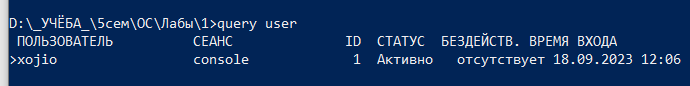 D:\_УЧЁБА_\5сем\ОС\Лабы\1>query user
ПОЛЬЗОВАТЕЛЬ СЕАНС ID СТАТУС БЕЗДЕЙСТВ. ВРЕМЯ ВХОДА
>xojio console 1 Активно отсутствует 18.09.2023 12:06